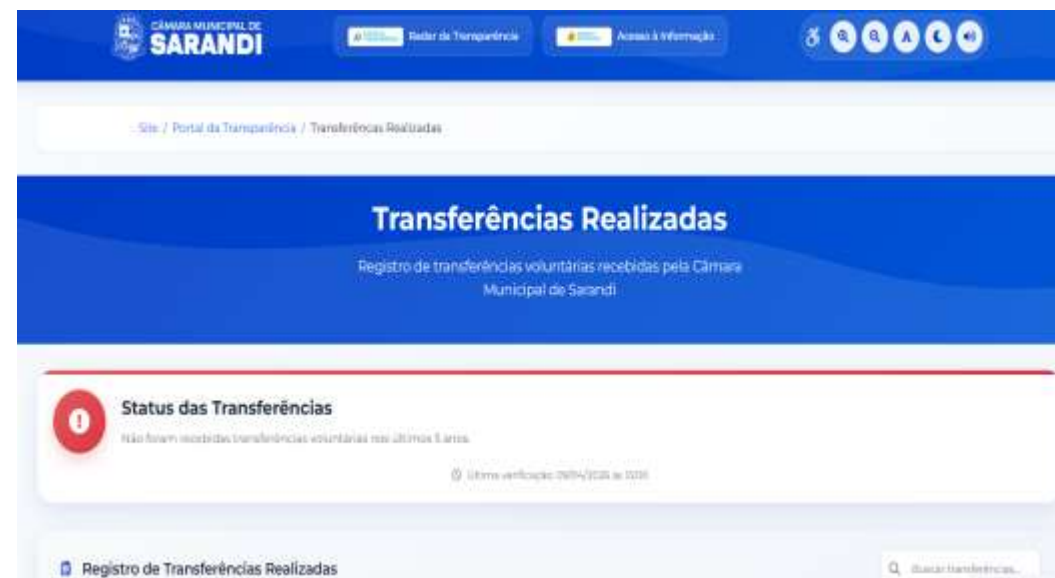 CÂMARA MUNICIPAL DE
SARANDI
Radar da Transparência
Acesso à Informação
A
Site / Portal da Transparência / Transferências Realizadas
Transferências Realizadas
Registro de transferências voluntárias recebidas pela Câmara
Municipal de Sarandi
Status das Transferências
Não foram recebidas transferências voluntárias nos últimos 5 anos.
Última verificação:
Registro de Transferências Realizadas
Buscar transferências...